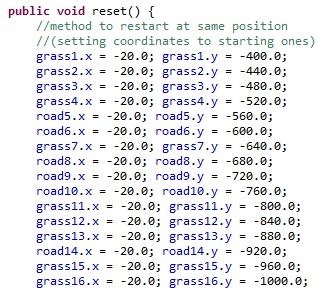 public void reset() {
//method to restart at same position
//(setting coordinates to starting ones)
grass1.x = -20.0; grass1.y = -400.0;
grass2.x = -20.0; grass2.y = -440.0;
grass3.x = -20.0; grass3.y = -480.0;
grass4.x = -20.0; grass4.y = -520.0;
road5.x = -20.0; road5.y = -560.0;
road6.x = -20.0; road6.y = -600.0;
grass7.x = -20.0; grass7.y = -640.0;
road8.x = -20.0; road8.y = -680.0;
road9.x = -20.0; road9.y = -720.0;
road10.x = -20.0; road10.y = -760.0;
grass11.x = -20.0; grass11.y = -800.0;
grass12.x = -20.0; grass12.y = -840.0;
grass13.x = -20.0; grass13.y = -880.0;
road14.x = -20.0; road14.y = -920.0;
grass15.x = -20.0; grass15.y = -960.0;
grass16.x = -20.0; grass16.y = -1000.0;